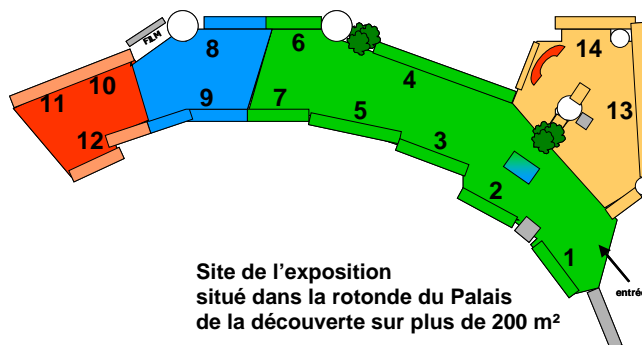 FILM
14
8
6
10
4
11
13
9
7
5
12
3
2
1
entrée
Site de l'exposition
situé dans la rotonde du Palais
de la découverte sur plus de 200 m²